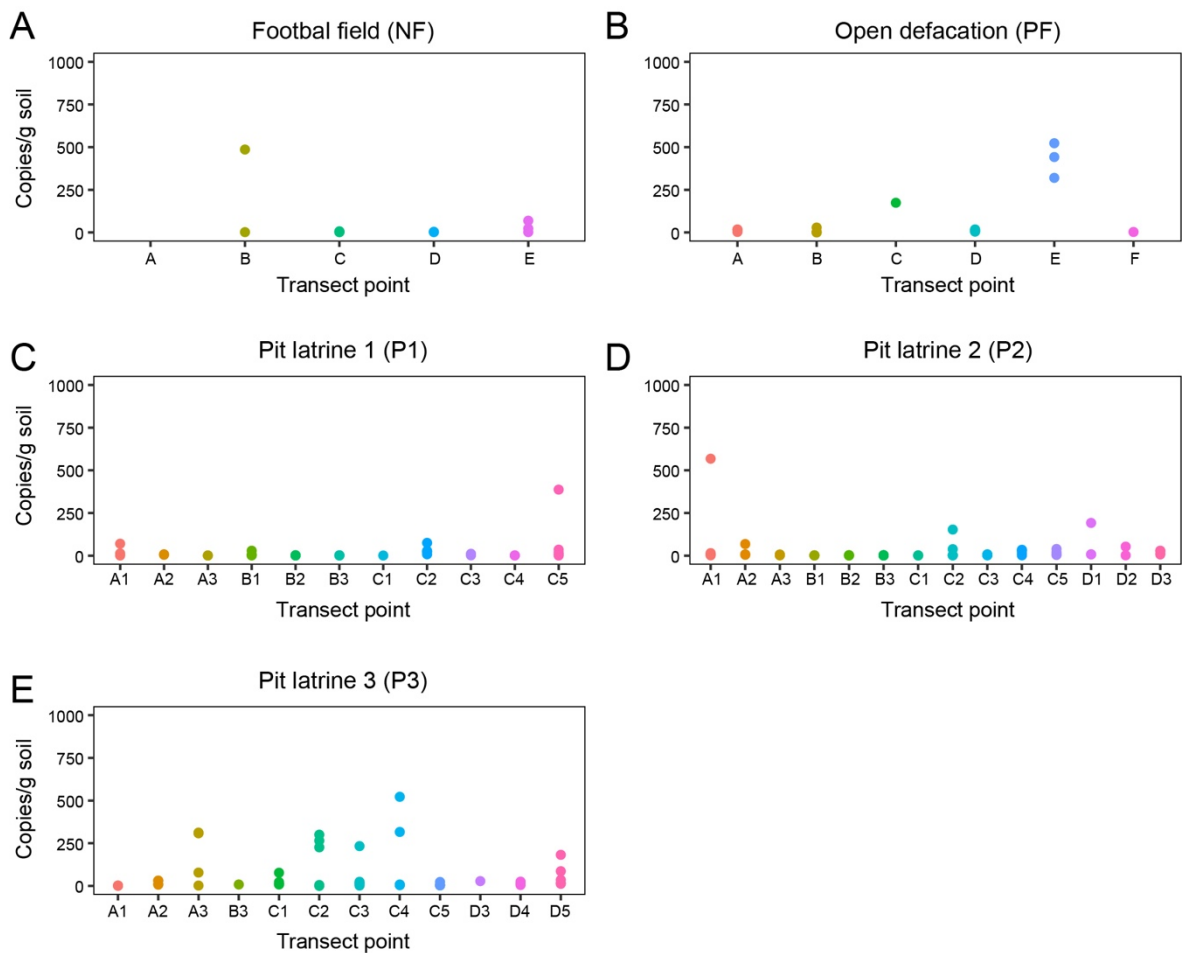 A
Footbal field (NF)
1000
750
500
250
0
Copies/g soil
A B C D E
Transect point
B
Open defacation (PF)
1000
750
500
250
0
A B C D E F
Transect point
C
Pit latrine 1 (P1)
1000
750
500
250
0
Copies/g soil
A1 A2 A3 B1 B2 B3 C1 C2 C3 C4 C5
Transect point
D
Pit latrine 2 (P2)
1000
750
500
250
0
A1 A2 A3 B1 B2 B3 C1 C2 C3 C4 C5 D1 D2 D3
Transect point
E
Pit latrine 3 (P3)
1000
750
500
250
0
Copies/g soil
A1 A2 A3 B3 C1 C2 C3 C4 C5 D3 D4 D5
Transect point